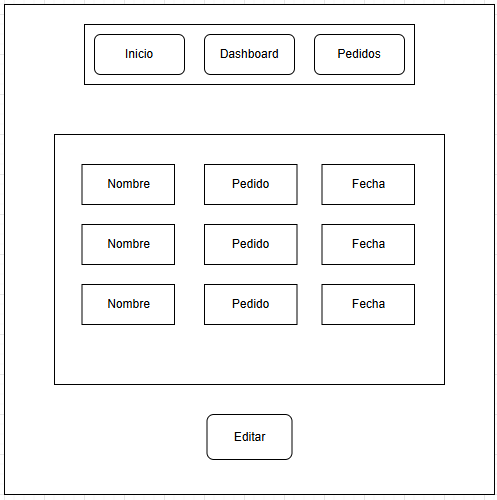 Inicio Dashboard Pedidos
Nombre Pedido Fecha
Nombre Pedido Fecha
Nombre Pedido Fecha
Editar